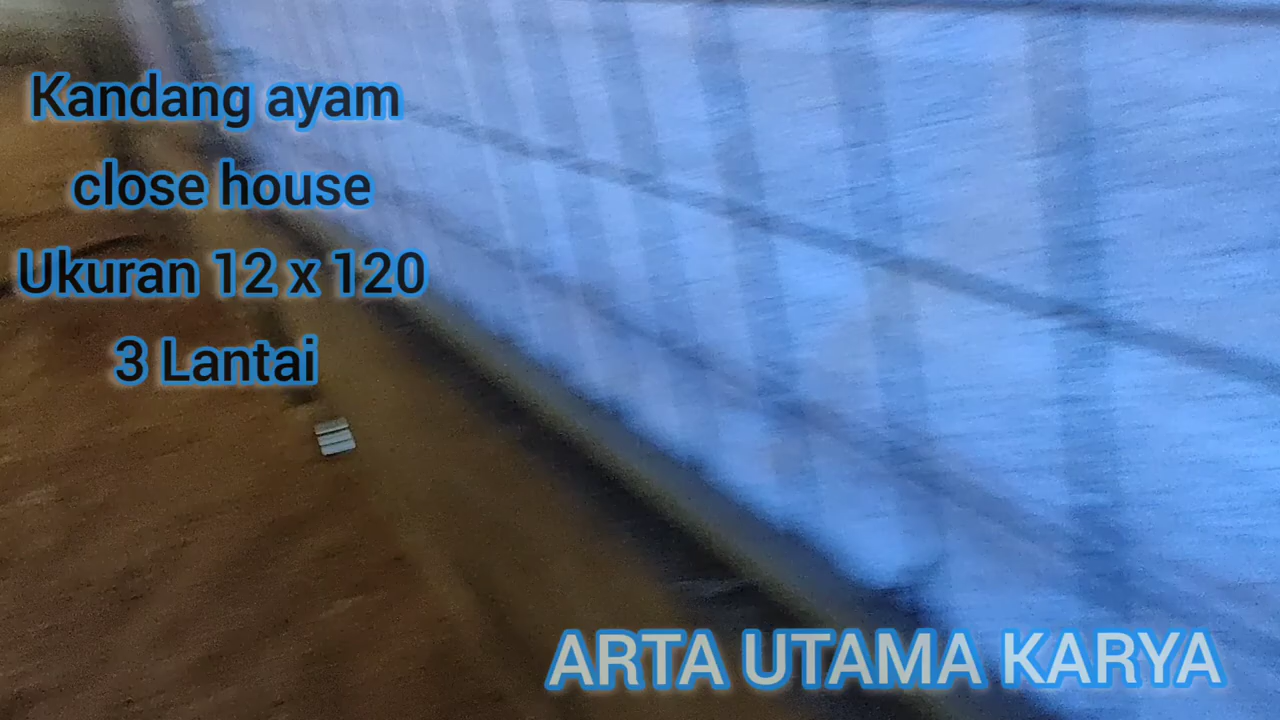 Kandang ayam
close house
Ukuran 12 x 120
3 Lantai
ARTA UTAMA KARYA